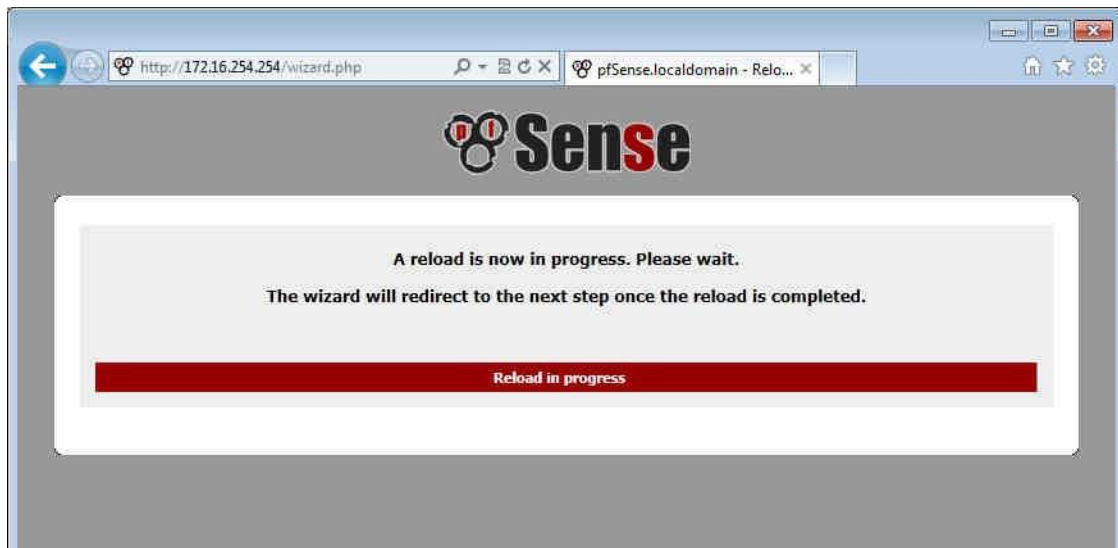 http://172.16.254.254/wizard.php
pfSense.localdomain - Relo...
pf Sense
A reload is now in progress. Please wait.
The wizard will redirect to the next step once the reload is completed.
Reload in progress